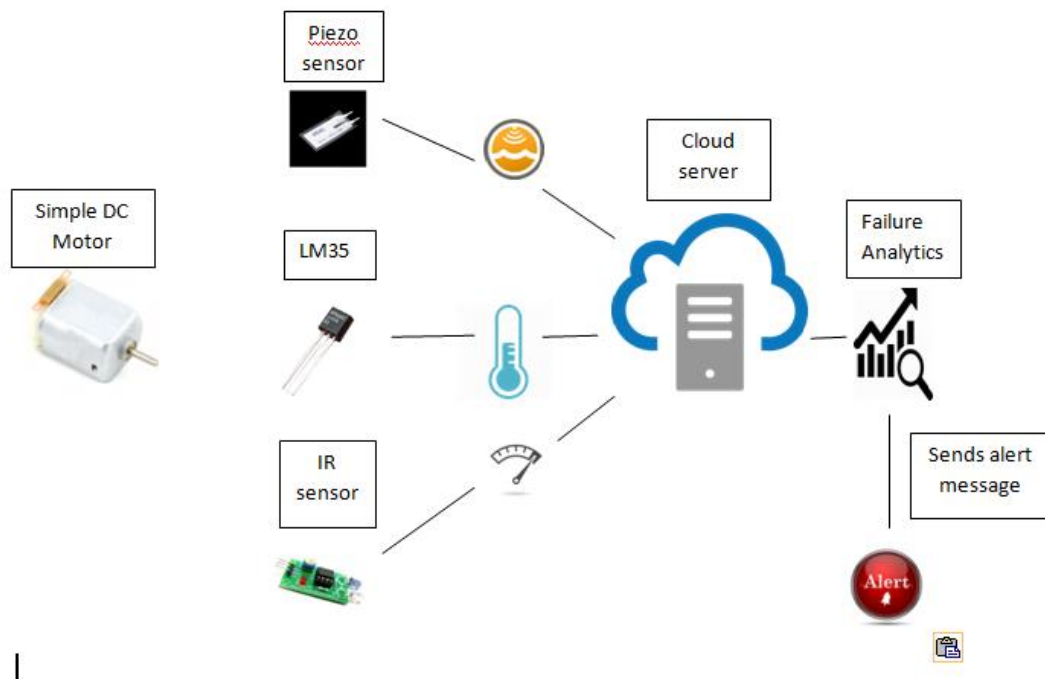 Piezo
sensor
Cloud
server
Simple DC
Motor
LM35
Failure
Analytics
IR
sensor
Sends alert
message
Alert